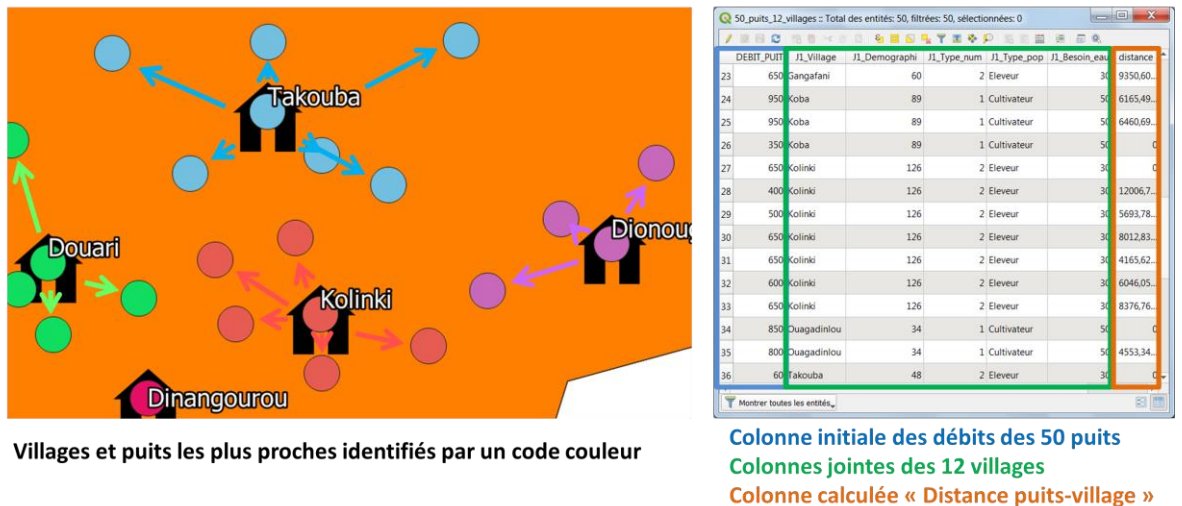 Takouba
Dionoug
Douari
Kolinki
Dinangourou
Villages et puits les plus proches identifiés par un code couleur
50_puits_12_villages :: Total des entités: 50, filtrées: 50, sélectionnées: 0
DEBIT_PUIT J1_Village J1_Demographi J1_Type_num J1_Type_pop J1_Besoin_eau distance
23 650 Gangafani 60 2 Eleveur 30 9350,60...
24 950 Koba 89 1 Cultivateur 50 6165,49...
25 950 Koba 89 1 Cultivateur 50 6460,69...
26 350 Koba 89 1 Cultivateur 50 0
27 650 Kolinki 126 2 Eleveur 30 0
28 400 Kolinki 126 2 Eleveur 30 12006,7...
29 500 Kolinki 126 2 Eleveur 30 5693,78...
30 650 Kolinki 126 2 Eleveur 30 8012,83...
31 650 Kolinki 126 2 Eleveur 30 4165,62...
32 600 Kolinki 126 2 Eleveur 30 6046,05...
33 650 Kolinki 126 2 Eleveur 30 8376,76...
34 850 Ouagadinlou 34 1 Cultivateur 50 0
35 800 Ouagadinlou 34 1 Cultivateur 50 4553,34...
36 60 Takouba 48 2 Eleveur 30 0
Montrer toutes les entités
Colonne initiale des débits des 50 puits
Colonnes jointes des 12 villages
Colonne calculée « Distance puits-village »